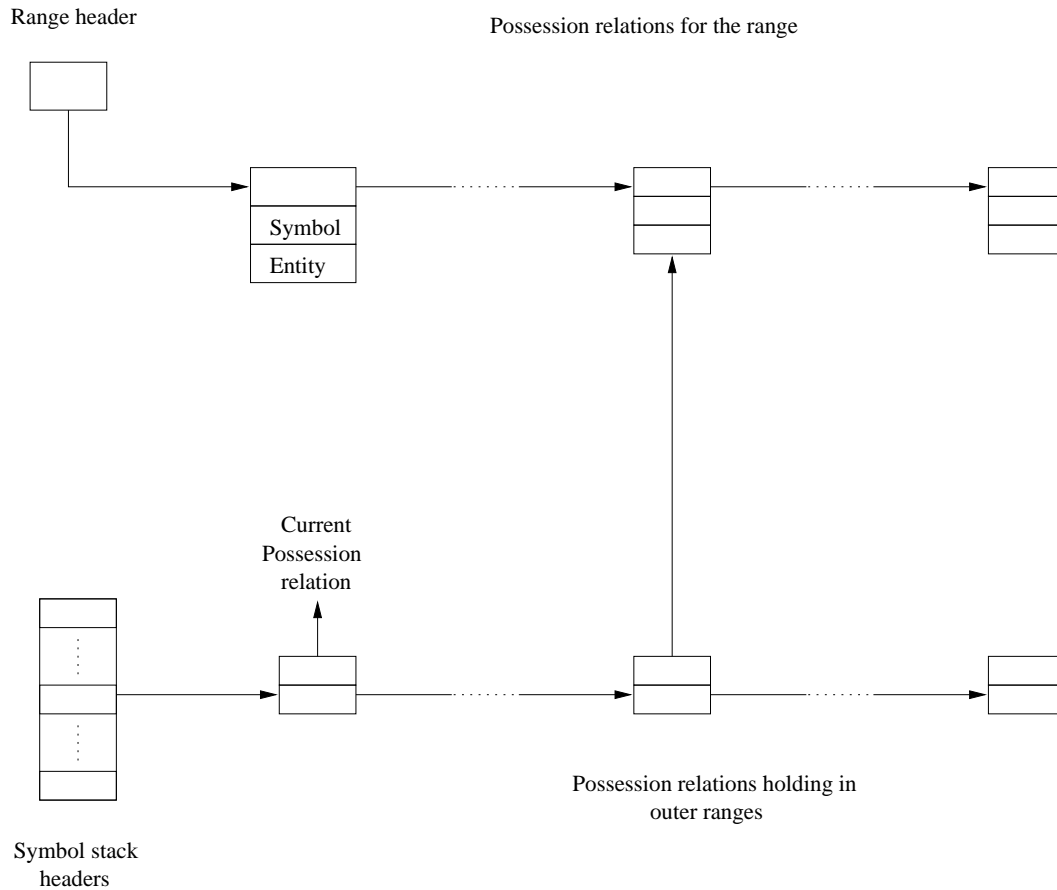 Range header
Possession relations for the range
Symbol
Entity
Current
Possession
relation
Possession relations holding in
outer ranges
Symbol stack
headers